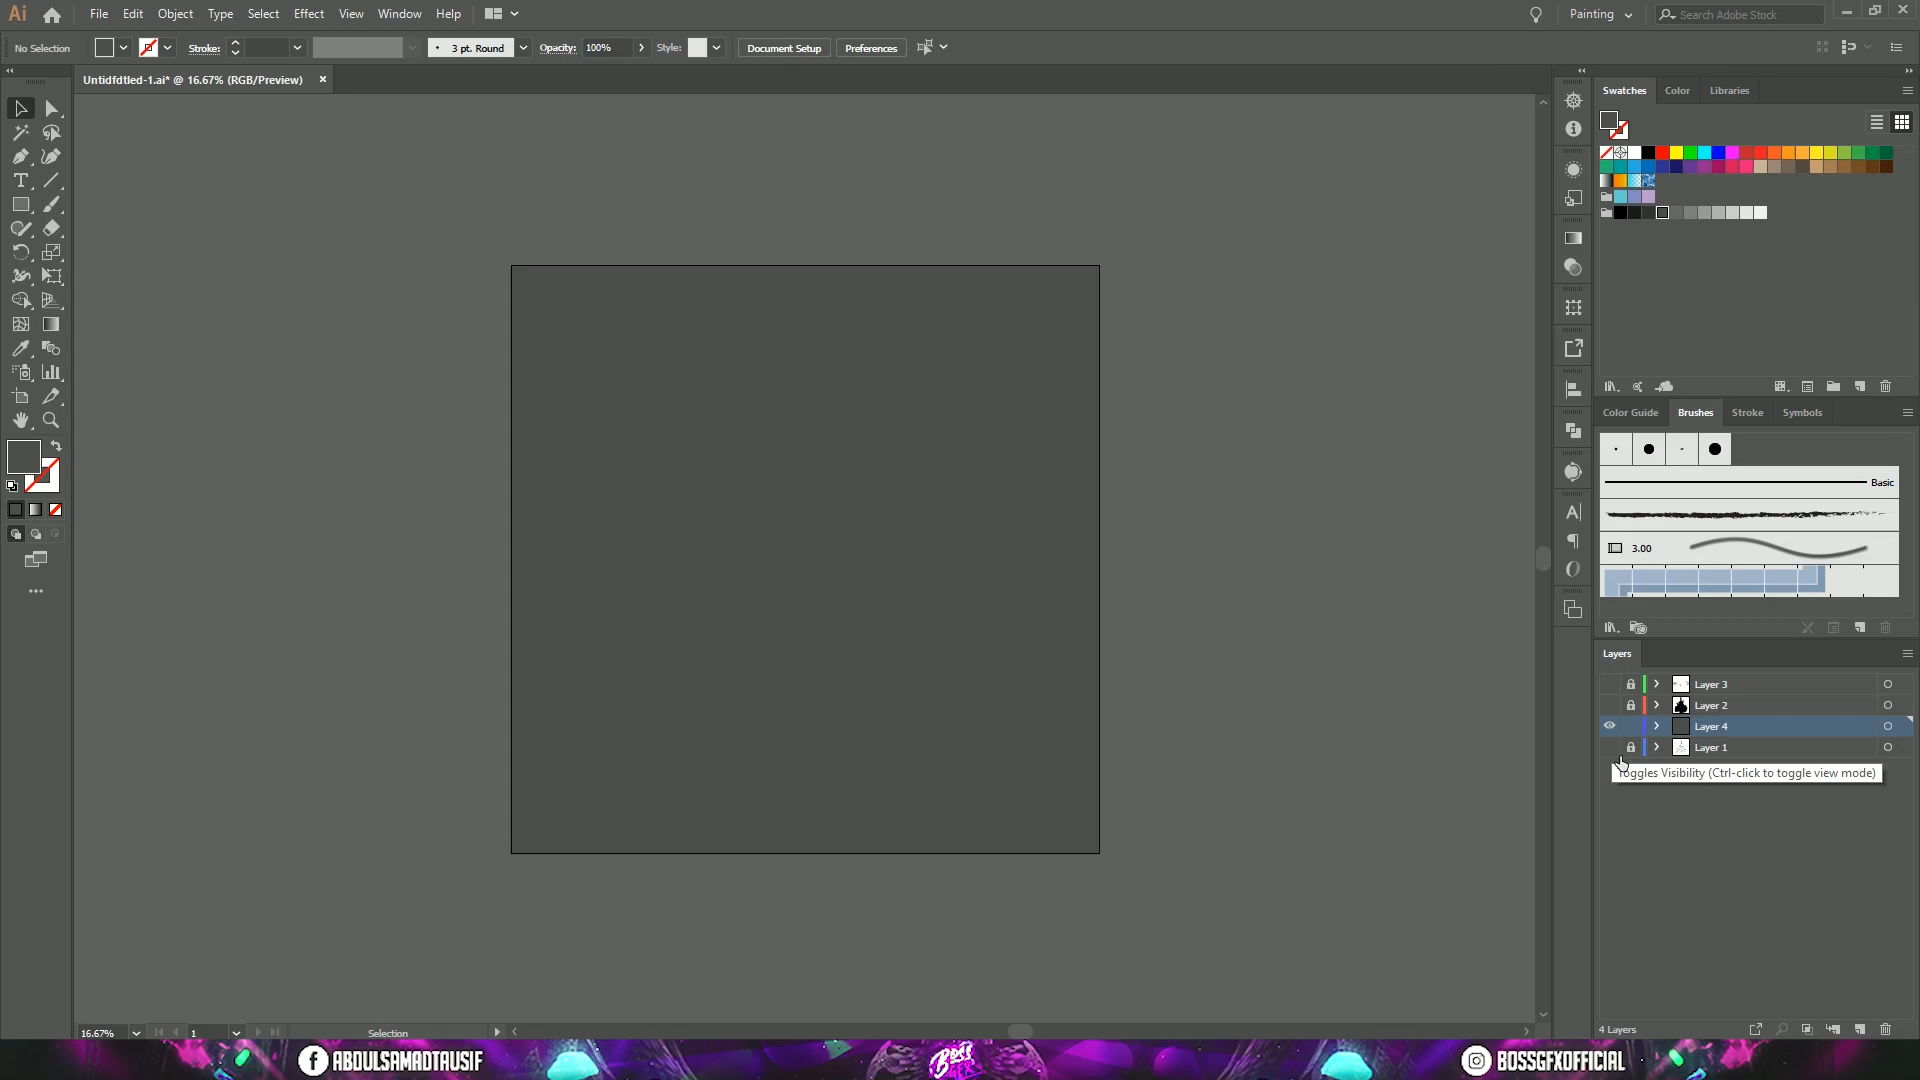 Ai File Edit Object Type Select Effect View Window Help Painting Search Adobe Stock
No Selection Stroke: 3 pt. Round Opacity: 100% Style: Document Setup Preferences
Untidfdtled-1.ai* @ 16.67% (RGB/Preview)
Swatches Color Libraries
Color Guide Brushes Stroke Symbols
Basic
3.00
Layers
Layer 3
Layer 2
Layer 4
Layer 1
Toggles Visibility (Ctrl-click to toggle view mode)
4 Layers
16.67% 1 Selection
ABDULSAMADTAUSIF BOSS GFX BOSSGFXOFFICIAL